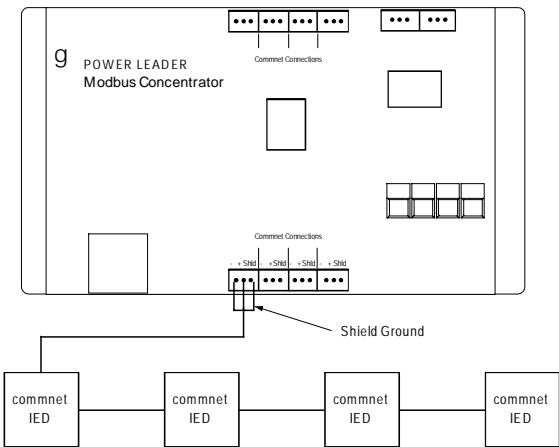 g
POWER LEADER
Modbus Concentrator
Commnet Connections
Commnet Connections
- + Shld - + Shld - + Shld - + Shld
Shield Ground
commnet
IED
commnet
IED
commnet
IED
commnet
IED